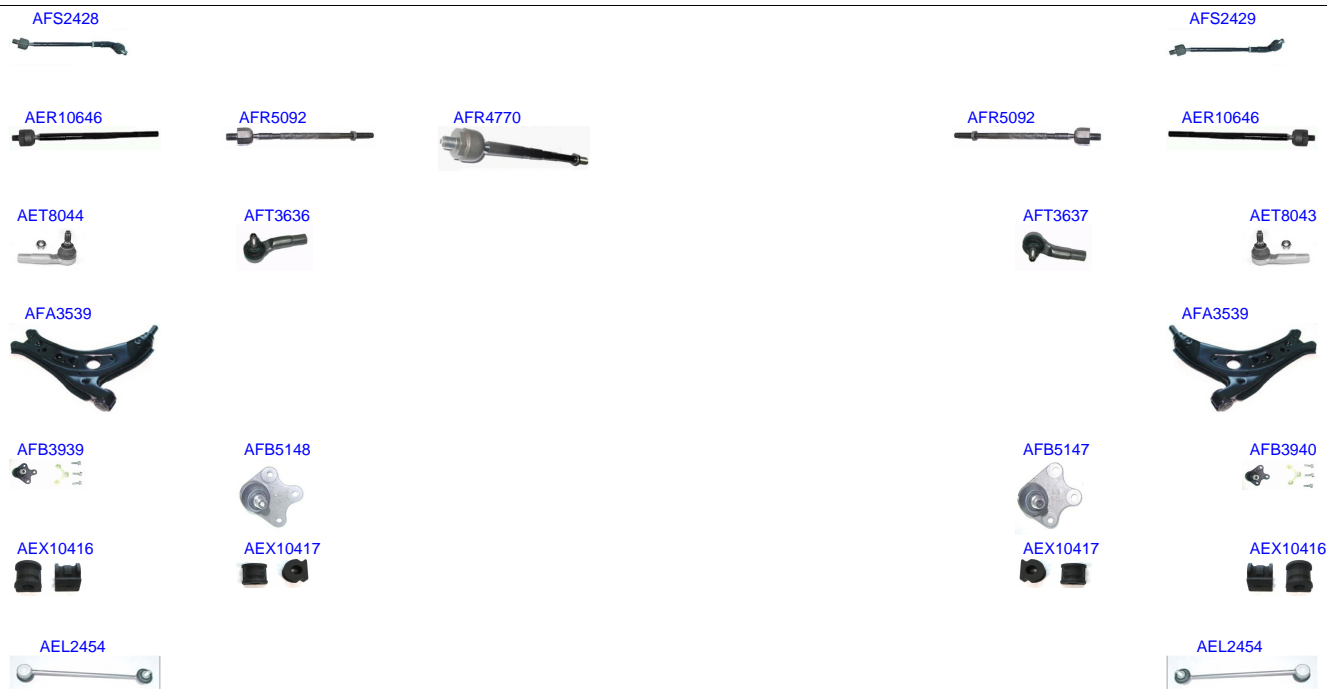 AFS2428 AFS2429
AER10646 AFR5092 AFR4770 AFR5092 AER10646
AET8044 AFT3636 AFT3637 AET8043
AFA3539 AFA3539
AFB3939 AFB5148 AFB5147 AFB3940
AEX10416 AEX10417 AEX10417 AEX10416
AEL2454 AEL2454